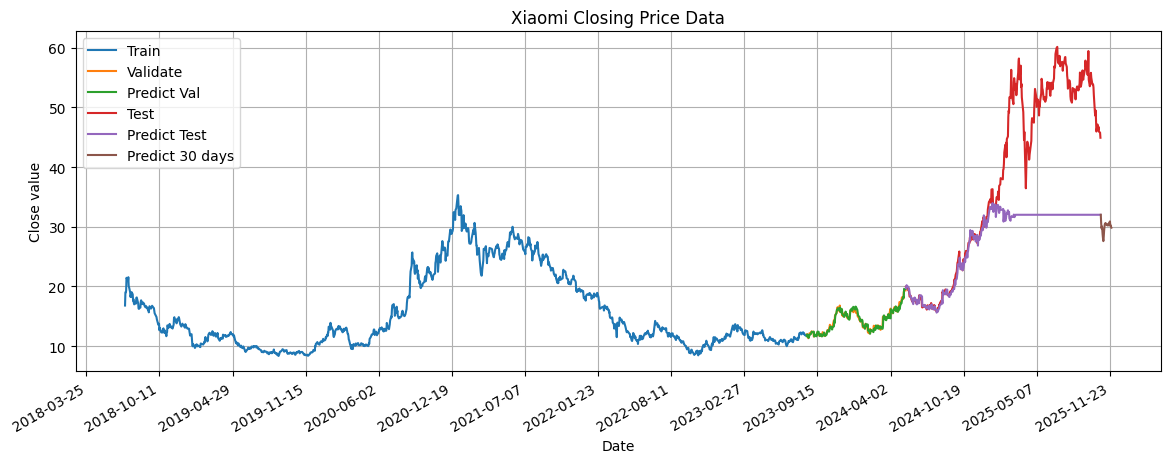 Xiaomi Closing Price Data
Train
Validate
Predict Val
Test
Predict Test
Predict 30 days
Close value
60
50
40
30
20
10
2018-03-25
2018-10-11
2019-04-29
2019-11-15
2020-06-02
2020-12-19
2021-07-07
2022-01-23
2022-08-11
2023-02-27
2023-09-15
2024-04-02
2024-10-19
2025-05-07
2025-11-23
Date